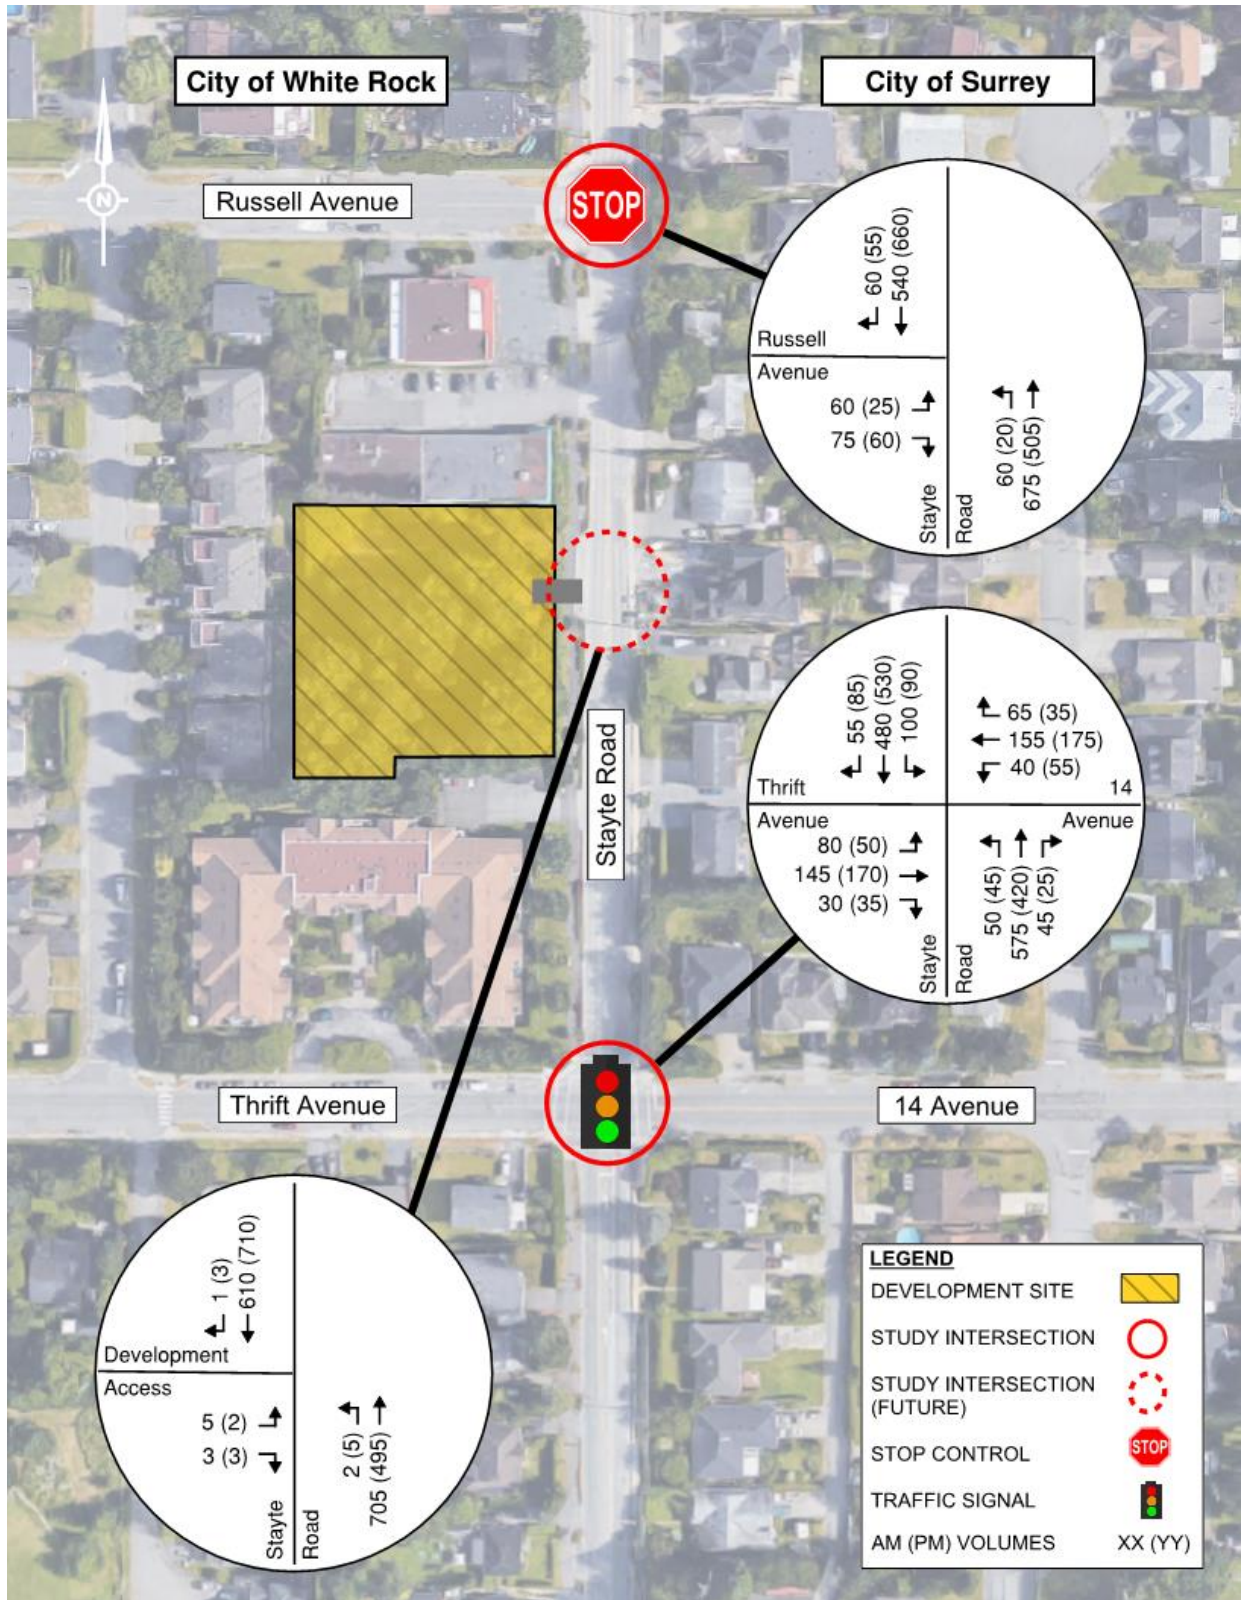 City of White Rock
City of Surrey
N
Russell Avenue
STOP
60 (55)
540 (660)
Russell
Avenue
60 (25)
75 (60)
Stayte
Road
60 (20)
675 (505)
Stayte Road
55 (85)
480 (530)
100 (90)
65 (35)
155 (175)
40 (55)
Thrift
14
Avenue
Avenue
80 (50)
145 (170)
30 (35)
Stayte
Road
50 (45)
575 (420)
45 (25)
Thrift Avenue
14 Avenue
1 (3)
610 (710)
Development
Access
5 (2)
3 (3)
Stayte
Road
2 (5)
705 (495)
LEGEND
DEVELOPMENT SITE
STUDY INTERSECTION
STUDY INTERSECTION
(FUTURE)
STOP CONTROL
STOP
TRAFFIC SIGNAL
AM (PM) VOLUMES XX (YY)